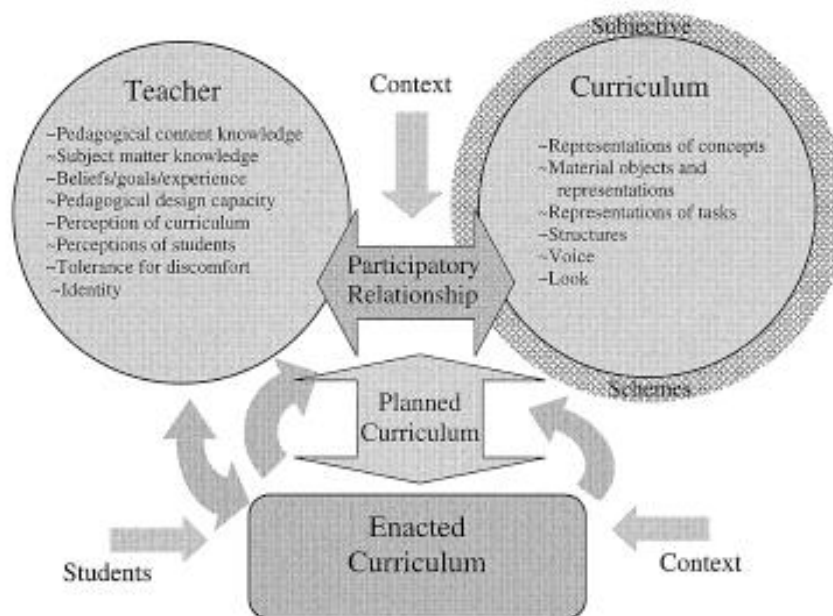 Subjective
Teacher
~Pedagogical content knowledge
~Subject matter knowledge
~Beliefs/goals/experience
~Pedagogical design capacity
~Perception of curriculum
~Perceptions of students
~Tolerance for discomfort
~Identity
Context
Curriculum
~Representations of concepts
~Material objects and
representations
~Representations of tasks
~Structures
~Voice
~Look
Participatory
Relationship
Schemes
Planned
Curriculum
Enacted
Curriculum
Students
Context